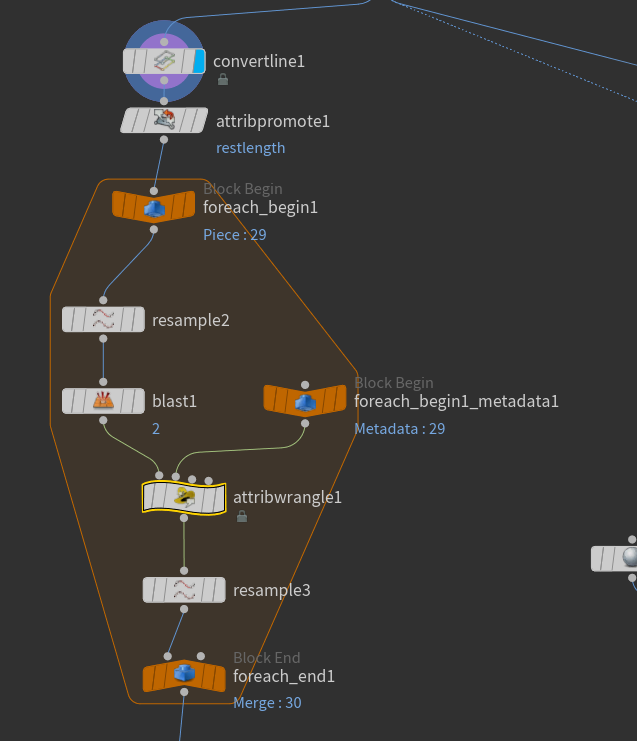 convertline1
attribpromote1
restlength
Block Begin
foreach_begin1
Piece : 29
resample2
blast1
2
Block Begin
foreach_begin1_metadata1
Metadata : 29
attribwrangle1
resample3
Block End
foreach_end1
Merge : 30